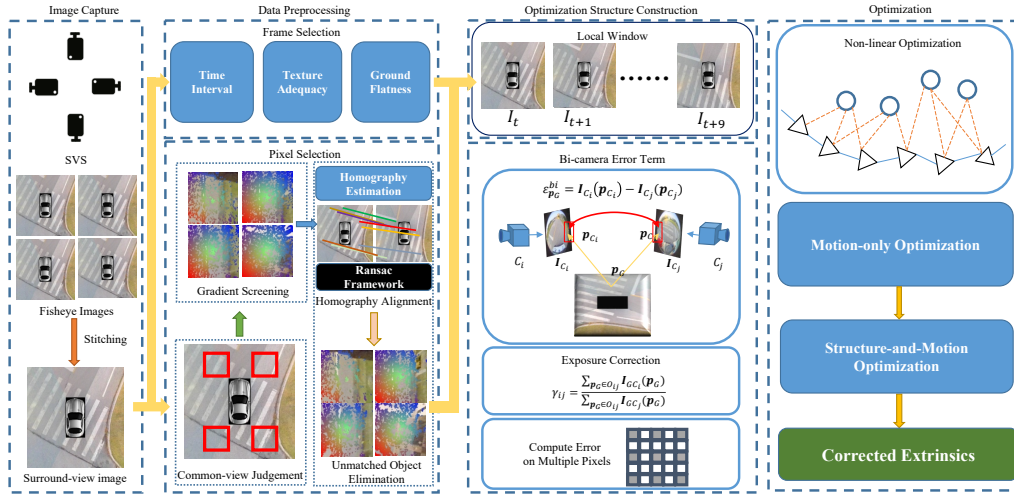 Image Capture
SVS
Fisheye Images
Stitching
Surround-view image
Data Preprocessing
Frame Selection
Time
Interval
Texture
Adequacy
Ground
Flatness
Pixel Selection
Gradient Screening
Homography
Estimation
Ransac
Framework
Homography Alignment
Common-view Judgement
Unmatched Object
Elimination
Optimization Structure Construction
Local Window
I_t
I_{t+1}
I_{t+9}
Bi-camera Error Term
ε^{bi}_{p_G} = I_{C_i}(p_{C_i}) − I_{C_j}(p_{C_j})
C_i
I_{C_i}
p_{C_i}
p_G
I_{C_j}
C_j
Exposure Correction
γ_{ij} = \frac{∑_{p_G∈O_{ij}} I_{GC_i}(p_G)}{∑_{p_G∈O_{ij}} I_{GC_j}(p_G)}
Compute Error
on Multiple Pixels
Optimization
Non-linear Optimization
Motion-only Optimization
Structure-and-Motion
Optimization
Corrected Extrinsics